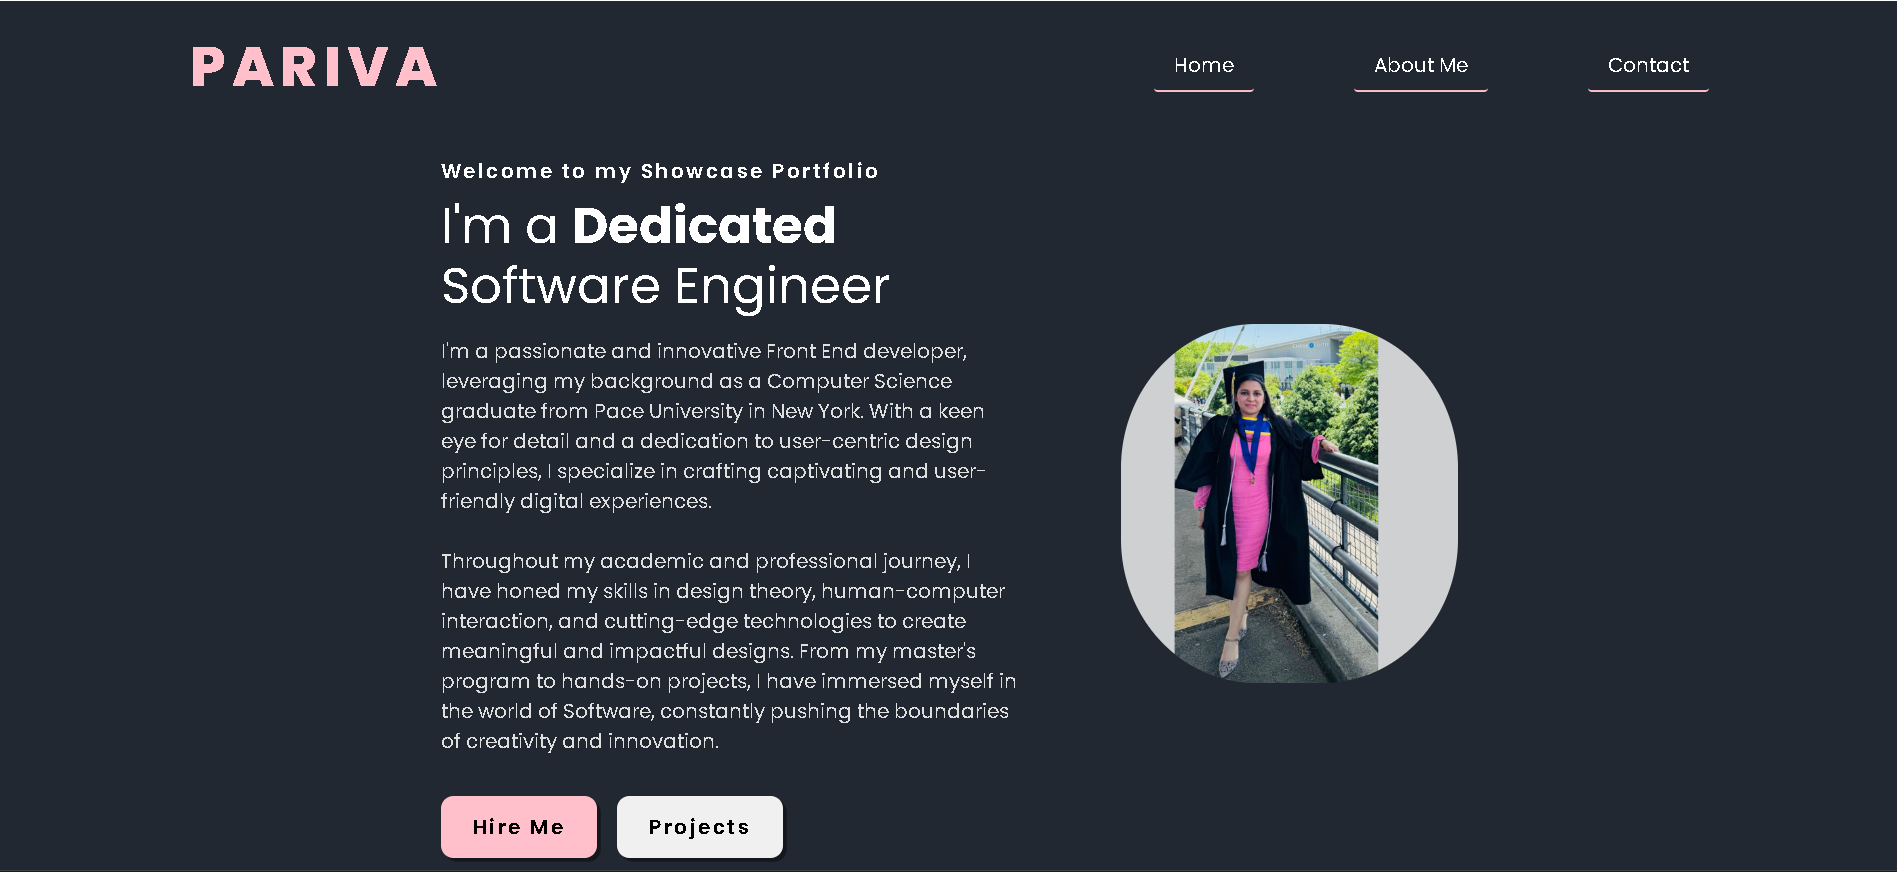 PARIVA
Home
About Me
Contact
Welcome to my Showcase Portfolio
I'm a Dedicated
Software Engineer
I'm a passionate and innovative Front End developer,
leveraging my background as a Computer Science
graduate from Pace University in New York. With a keen
eye for detail and a dedication to user-centric design
principles, I specialize in crafting captivating and user-
friendly digital experiences.
Throughout my academic and professional journey, I
have honed my skills in design theory, human-computer
interaction, and cutting-edge technologies to create
meaningful and impactful designs. From my master's
program to hands-on projects, I have immersed myself in
the world of Software, constantly pushing the boundaries
of creativity and innovation.
Hire Me
Projects